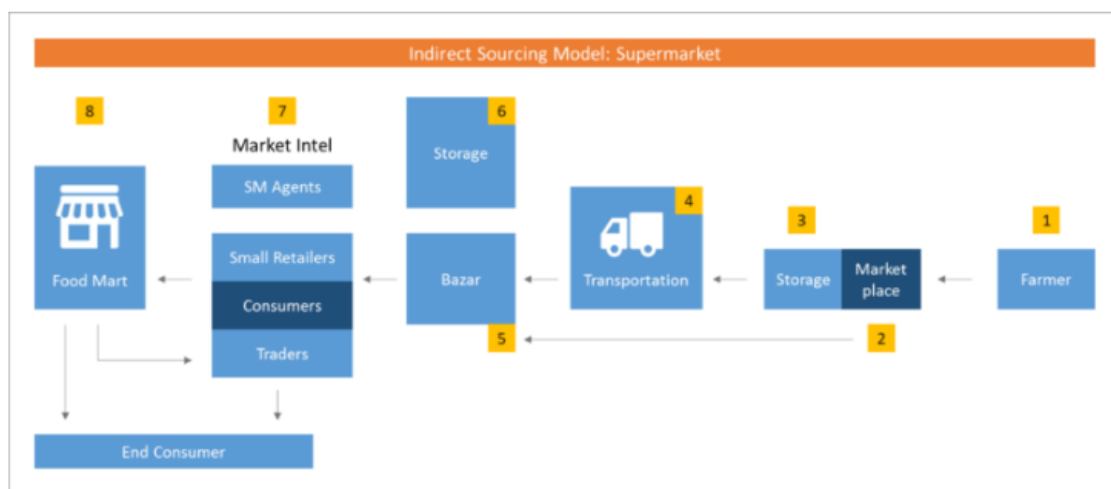 Indirect Sourcing Model: Supermarket
8
7
6
Market Intel
Storage
SM Agents
4
3
1
Small Retailers
Food Mart
Bazar
Transportation
Storage
Market
place
Farmer
Consumers
Traders
5
2
End Consumer